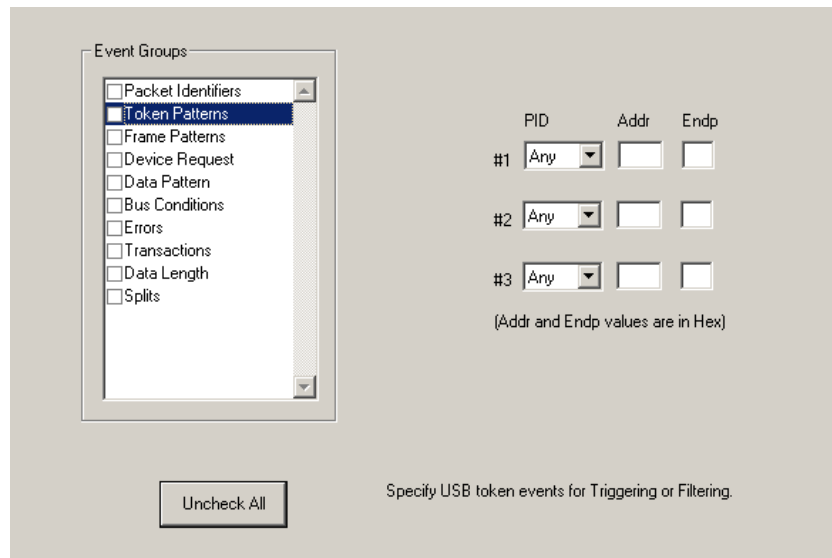 Event Groups
Packet Identifiers
Token Patterns
Frame Patterns
Device Request
Data Pattern
Bus Conditions
Errors
Transactions
Data Length
Splits
Uncheck All
PID Addr Endp
#1 Any
#2 Any
#3 Any
(Addr and Endp values are in Hex)
Specify USB token events for Triggering or Filtering.